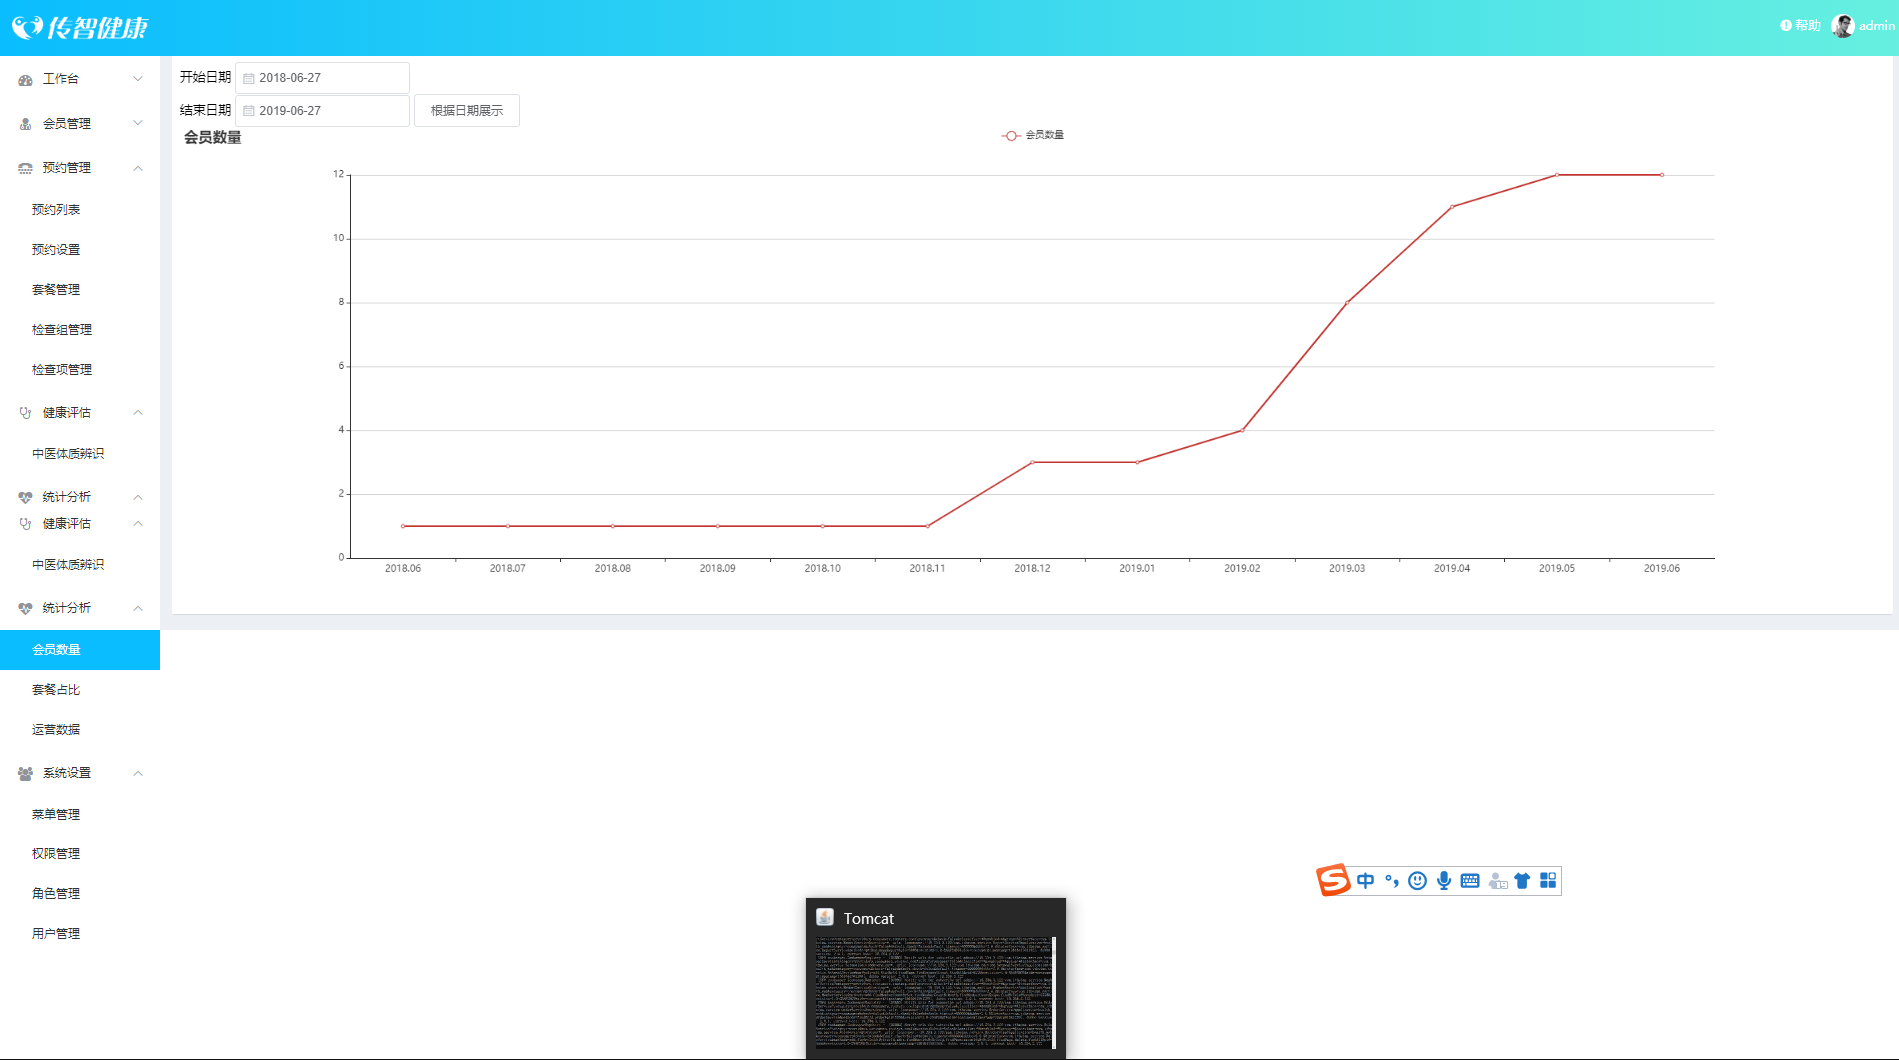 传智健康
帮助 admin
工作台
会员管理
预约管理
预约列表
预约设置
套餐管理
检查组管理
检查项管理
健康评估
中医体质辨识
统计分析
健康评估
中医体质辨识
统计分析
会员数量
套餐占比
运营数据
系统设置
菜单管理
权限管理
角色管理
用户管理
开始日期 2018-06-27
结束日期 2019-06-27 根据日期展示
会员数量
会员数量
12
10
8
6
4
2
0
2018.06 2018.07 2018.08 2018.09 2018.10 2018.11 2018.12 2019.01 2019.02 2019.03 2019.04 2019.05 2019.06
S 中 °,
Tomcat